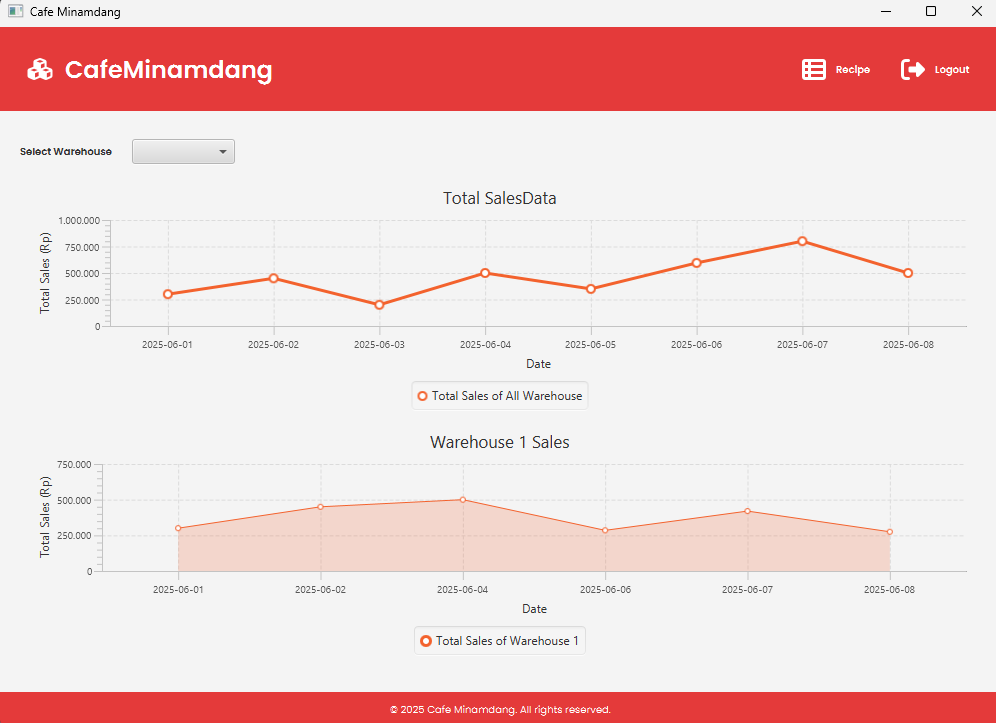 Cafe Minamdang
CafeMinamdang
Recipe
Logout
Select Warehouse
Total SalesData
Total Sales (Rp)
1.000.000
750.000
500.000
250.000
0
2025-06-01 2025-06-02 2025-06-03 2025-06-04 2025-06-05 2025-06-06 2025-06-07 2025-06-08
Date
Total Sales of All Warehouse
Warehouse 1 Sales
Total Sales (Rp)
750.000
500.000
250.000
0
2025-06-01 2025-06-02 2025-06-04 2025-06-06 2025-06-07 2025-06-08
Date
Total Sales of Warehouse 1
© 2025 Cafe Minamdang. All rights reserved.